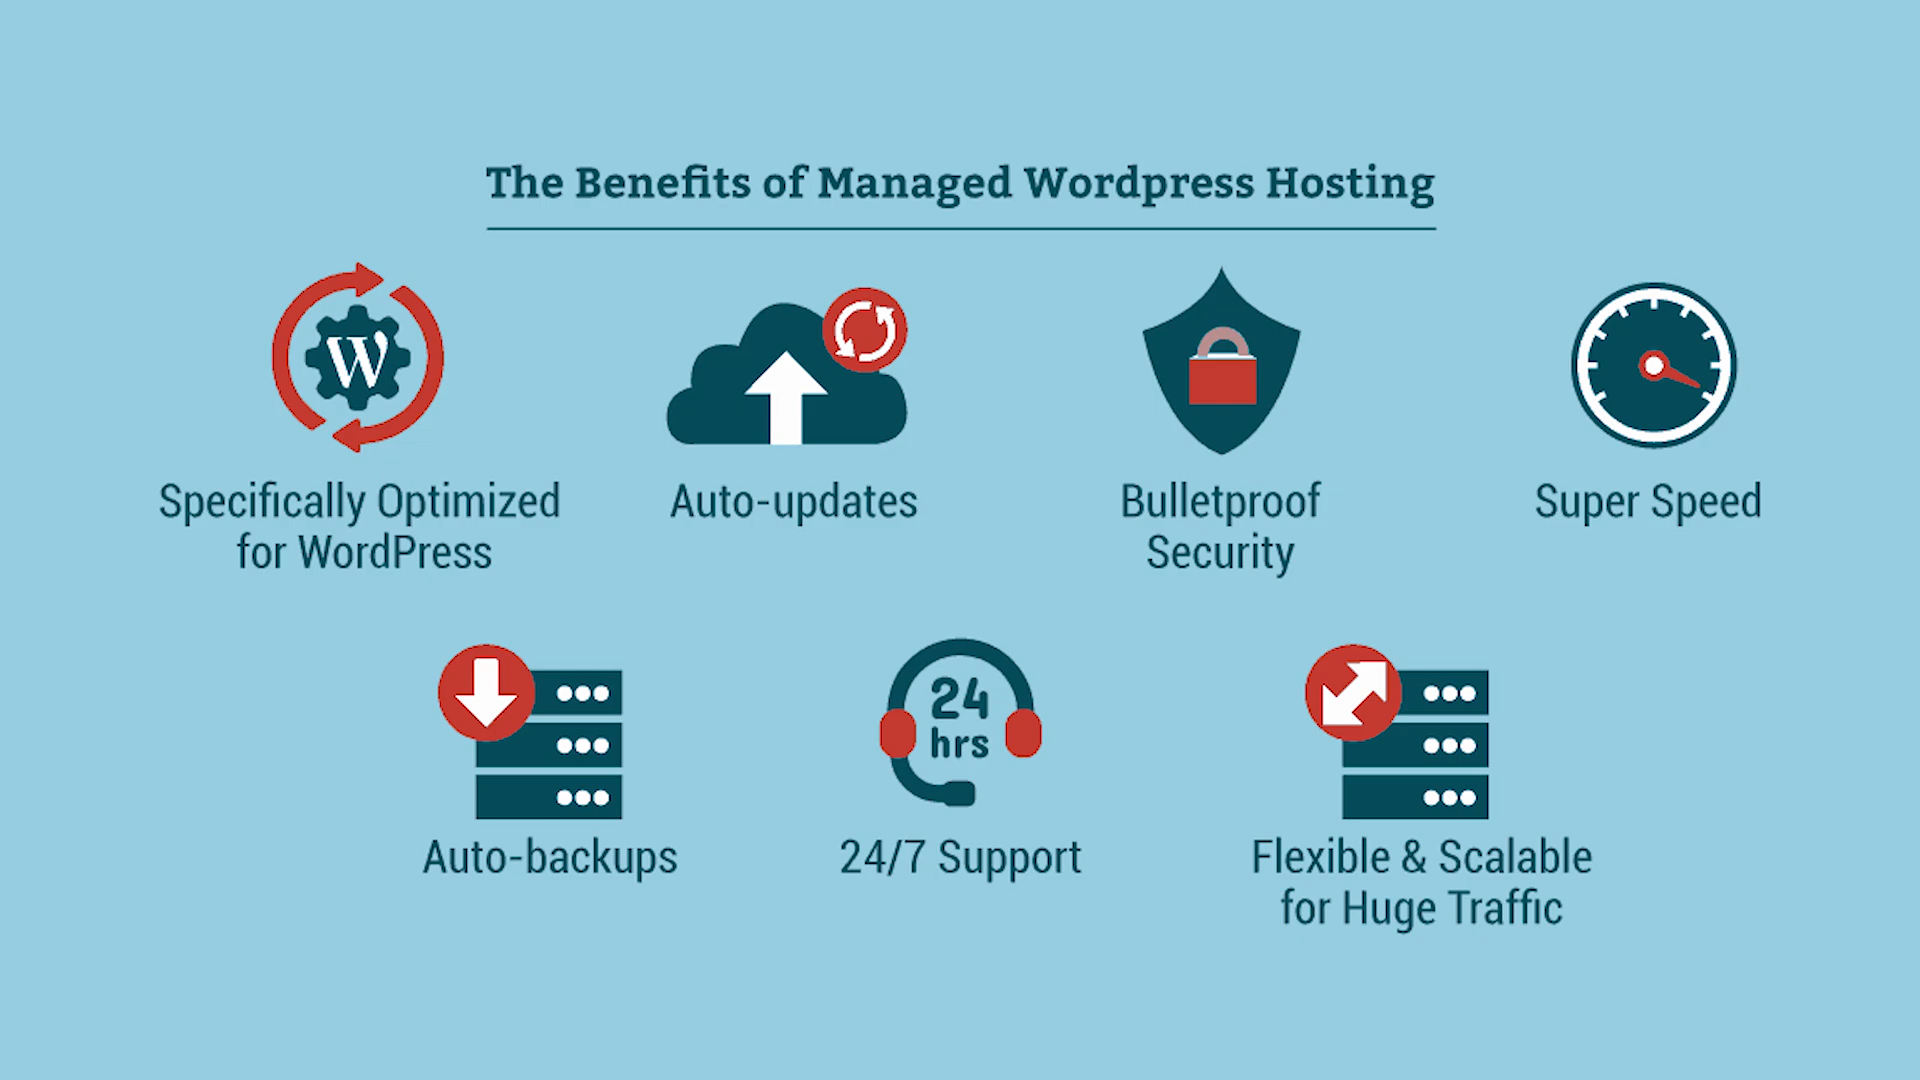 The Benefits of Managed Wordpress Hosting
W
Specifically Optimized
for WordPress
Auto-updates
Bulletproof
Security
Super Speed
24
hrs
Auto-backups
24/7 Support
Flexible & Scalable
for Huge Traffic